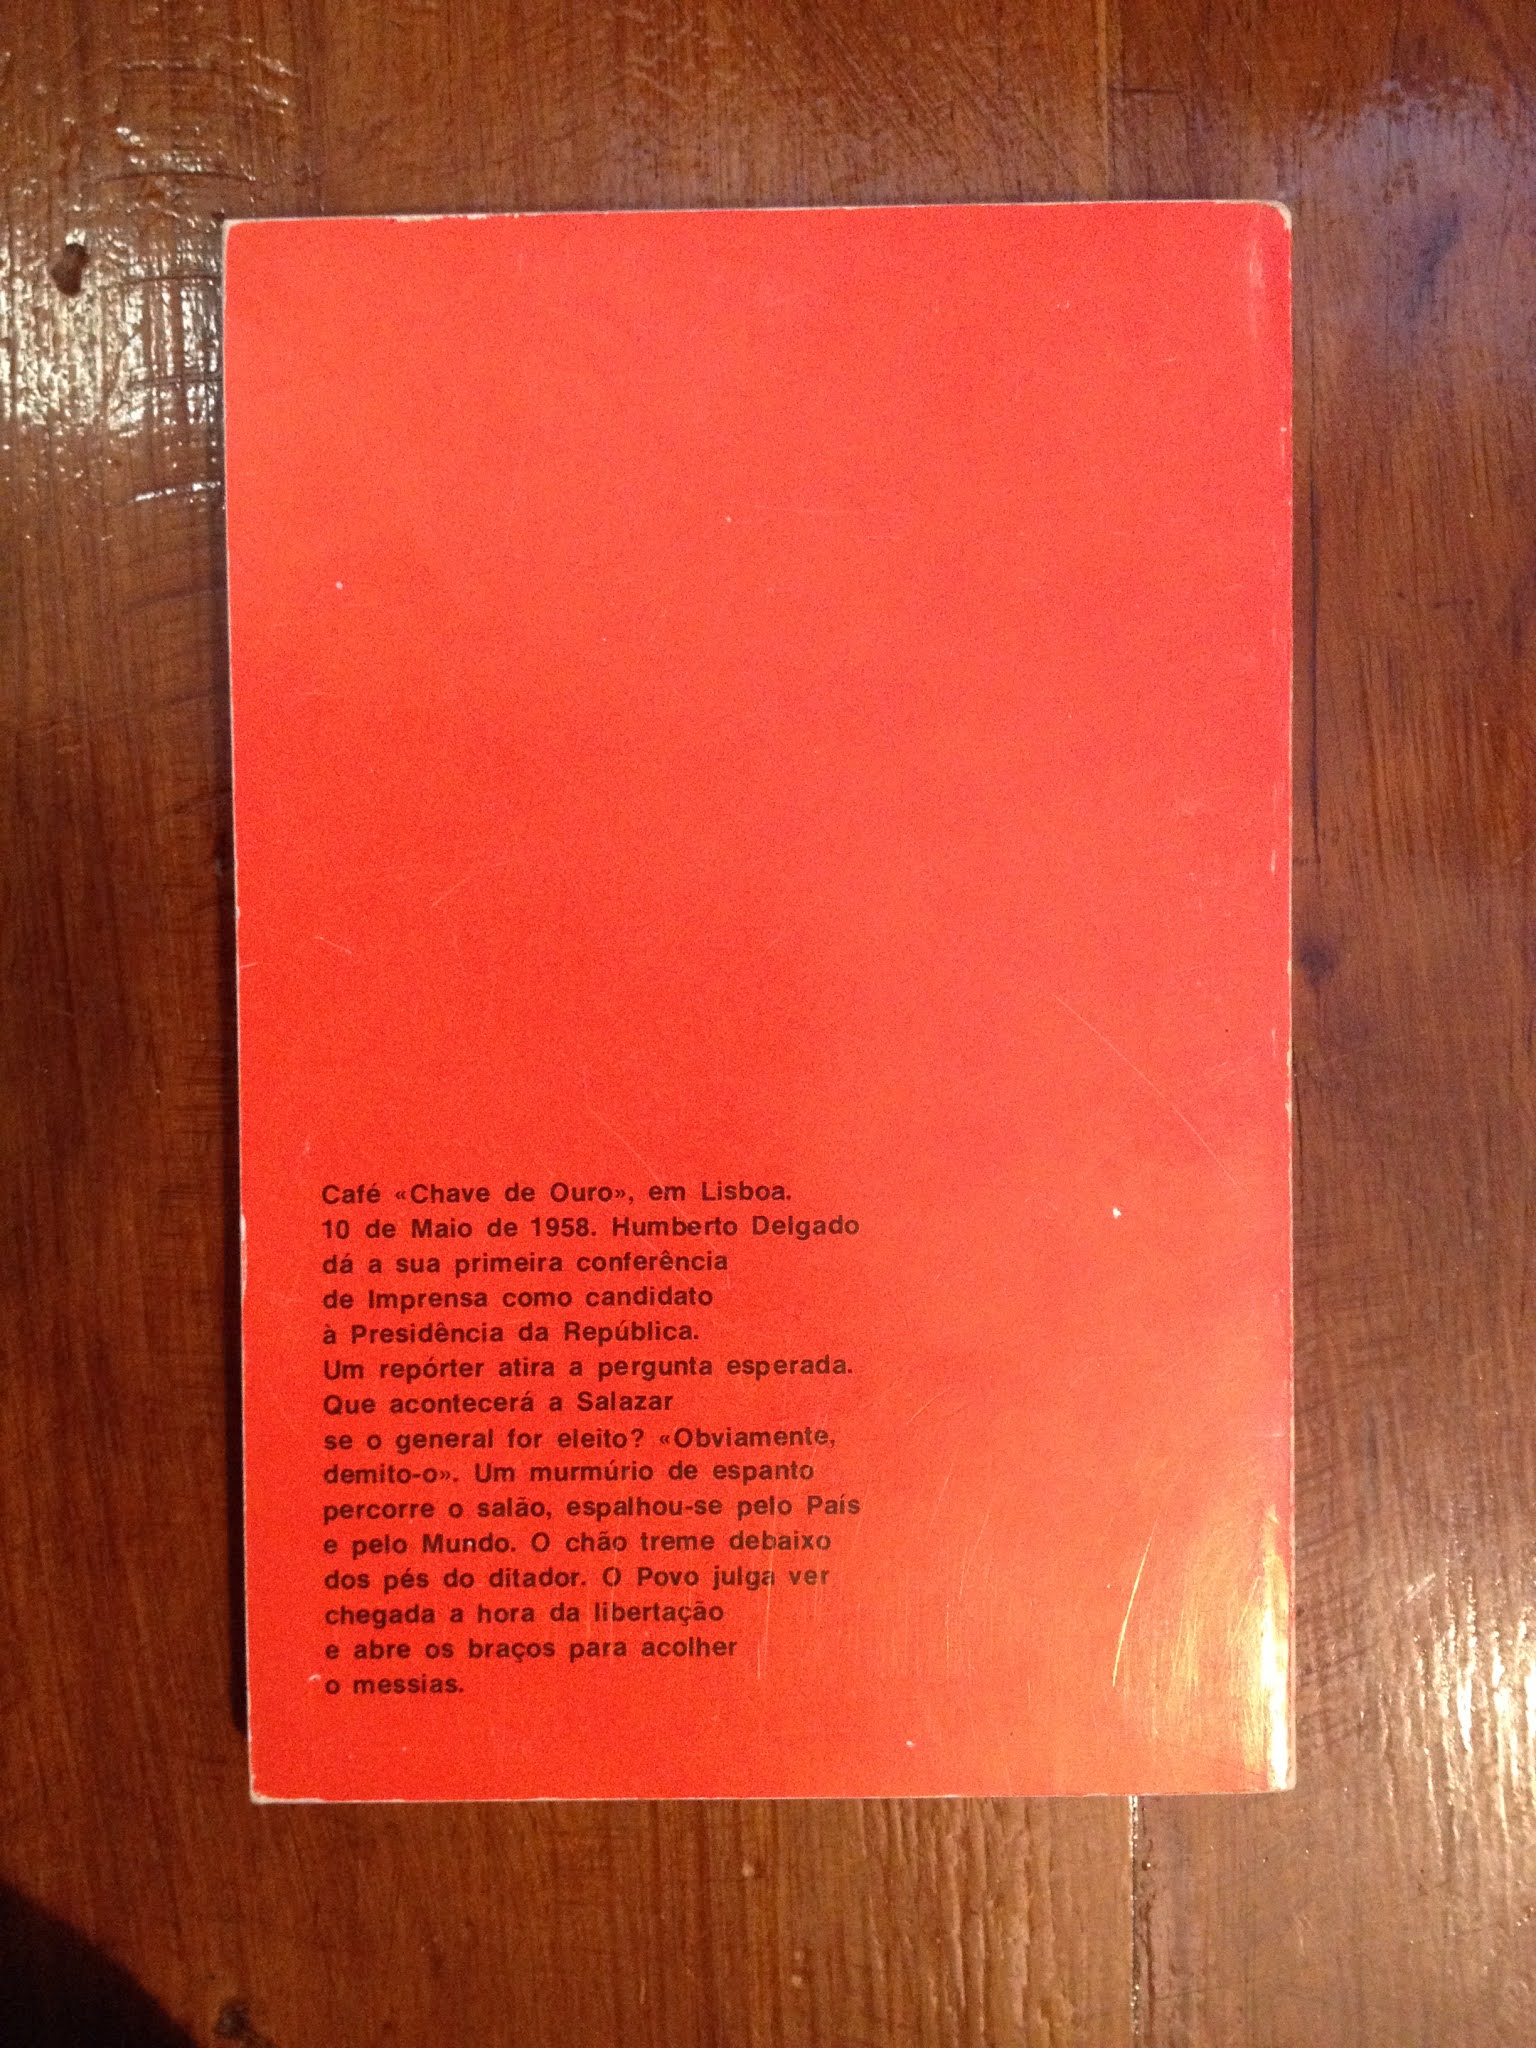 Café «Chave de Ouro», em Lisboa.
10 de Maio de 1958. Humberto Delgado
dá a sua primeira conferência
de Imprensa como candidato
à Presidência da República.
Um repórter atira a pergunta esperada.
Que acontecerá a Salazar
se o general for eleito? «Obviamente,
demito-o». Um murmúrio de espanto
percorre o salão, espalhou-se pelo País
e pelo Mundo. O chão treme debaixo
dos pés do ditador. O Povo julga ver
chegada a hora da libertação
e abre os braços para acolher
o messias.